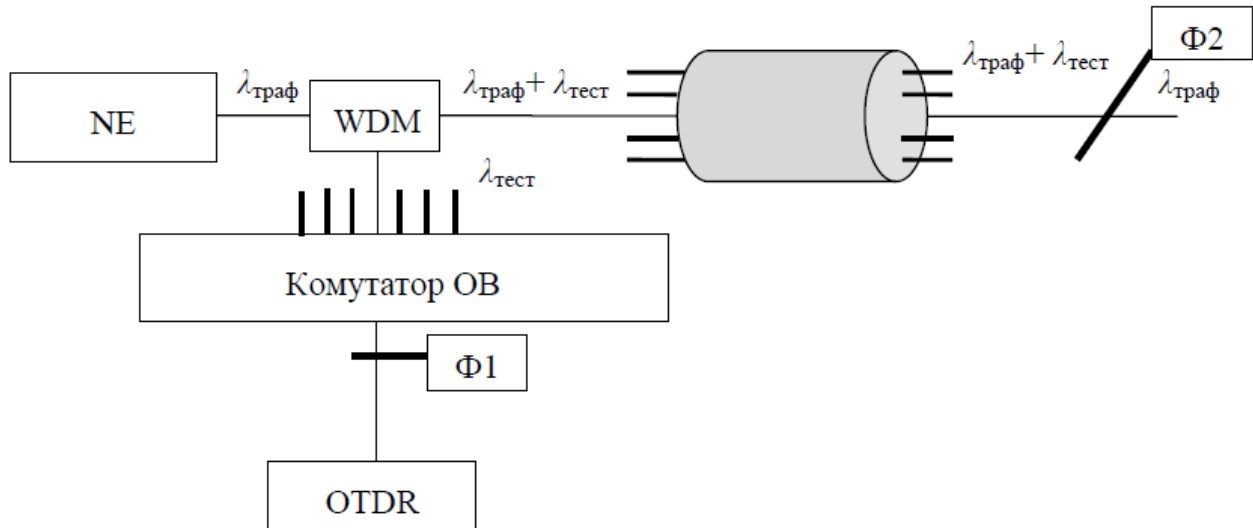 Ф2
λтраф+ λтест
λтраф
λтраф
λтраф+ λтест
NE
WDM
λтест
Комутатор ОВ
Ф1
OTDR